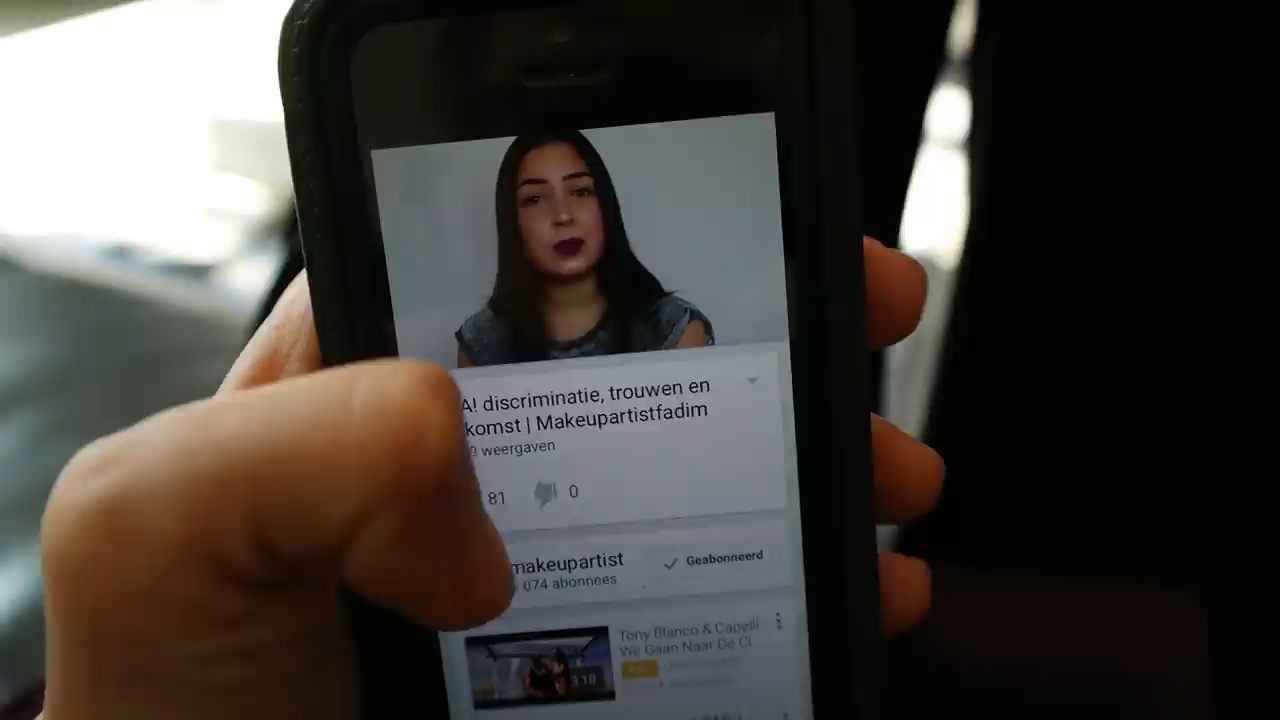 A! discriminatie, trouwen en
komst | Makeupartistfadim
weergaven
81 0
makeupartist
Geabonneerd
074 abonnees
Tony Blanco & Capelli
We Gaan Naar De
3:18